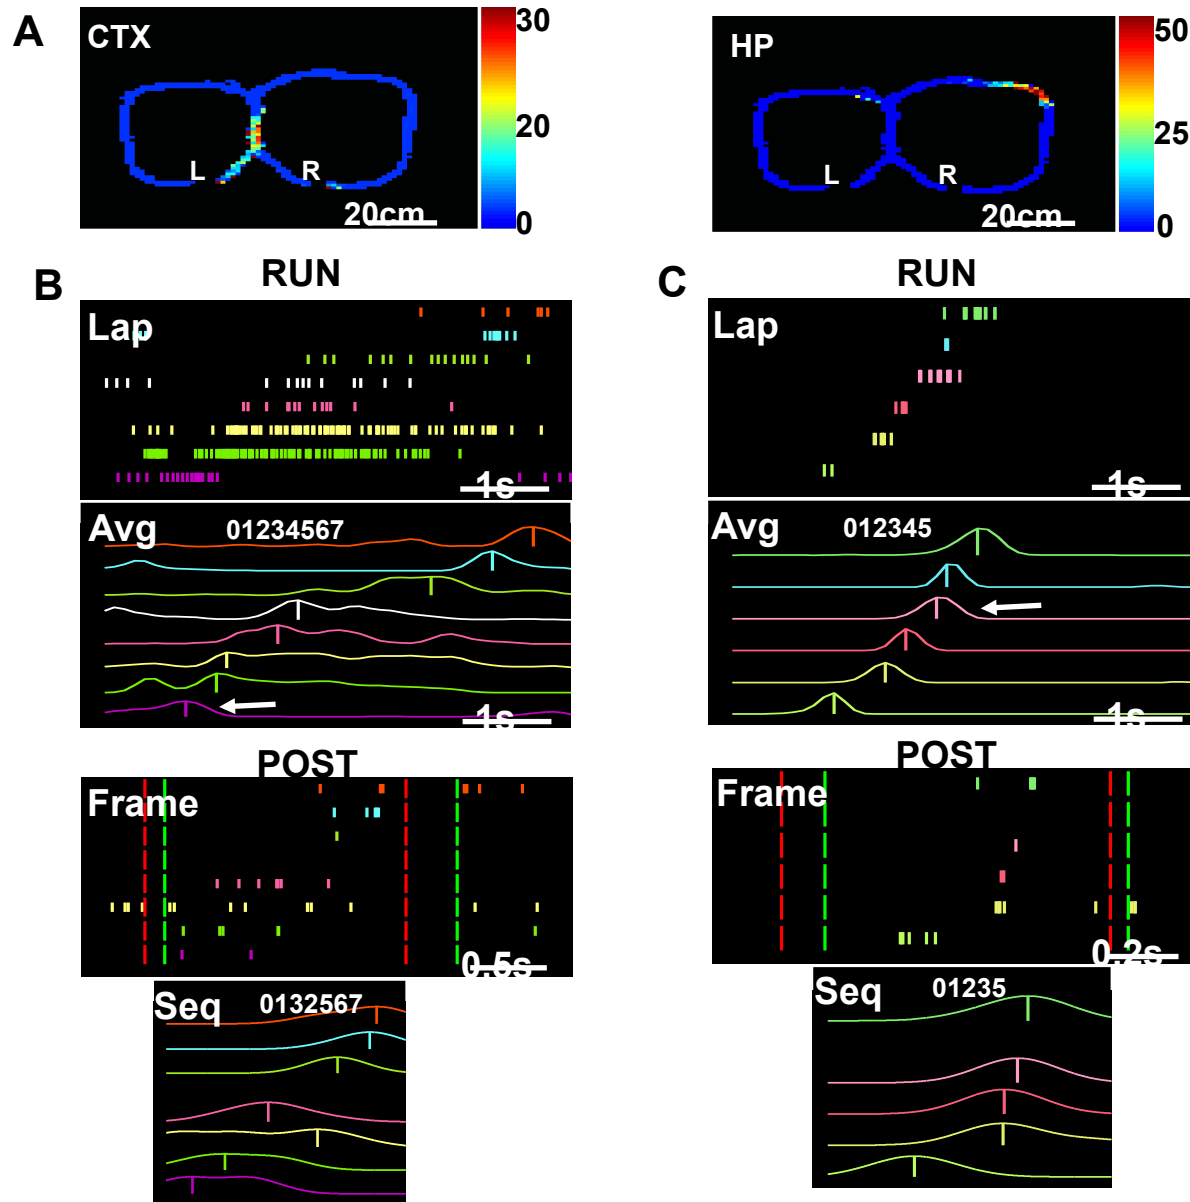 A
CTX
30
20
0
L
R
20cm
HP
50
25
0
L
R
20cm
B
RUN
Lap
1s
Avg
01234567
1s
POST
Frame
0.5s
Seq
0132567
C
RUN
Lap
1s
Avg
012345
1s
POST
Frame
0.2s
Seq
01235